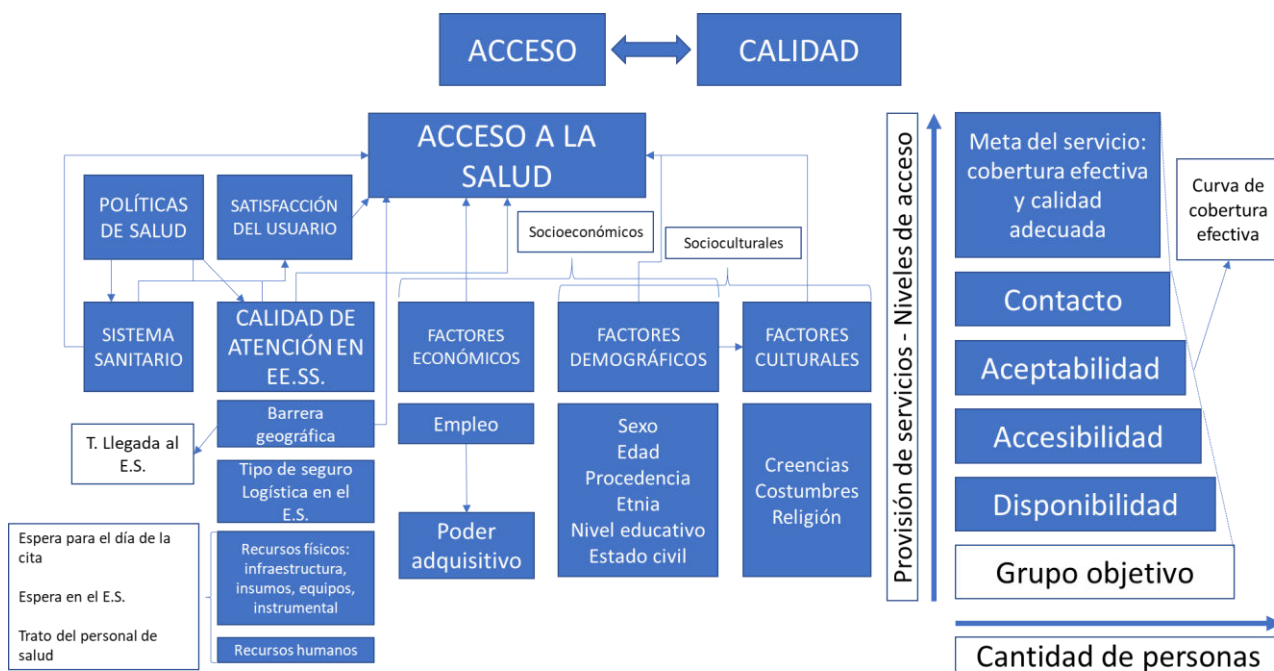 ACCESO
CALIDAD
ACCESO A LA
SALUD
POLÍTICAS
DE SALUD
SATISFACCIÓN
DEL USUARIO
Socioeconómicos
Socioculturales
SISTEMA
SANITARIO
CALIDAD DE
ATENCIÓN EN
EE.SS.
FACTORES
ECONÓMICOS
FACTORES
DEMOGRÁFICOS
FACTORES
CULTURALES
Barrera
geográfica
T. Llegada al
E.S.
Tipo de seguro
Logística en el
E.S.
Espera para el día de la
cita
Espera en el E.S.
Trato del personal de
salud
Recursos físicos:
infraestructura,
insumos, equipos,
instrumental
Recursos humanos
Empleo
Poder
adquisitivo
Sexo
Edad
Procedencia
Etnia
Nivel educativo
Estado civil
Creencias
Costumbres
Religión
Provisión de servicios - Niveles de acceso
Meta del servicio:
cobertura efectiva
y calidad
adecuada
Curva de
cobertura
efectiva
Contacto
Aceptabilidad
Accesibilidad
Disponibilidad
Grupo objetivo
Cantidad de personas